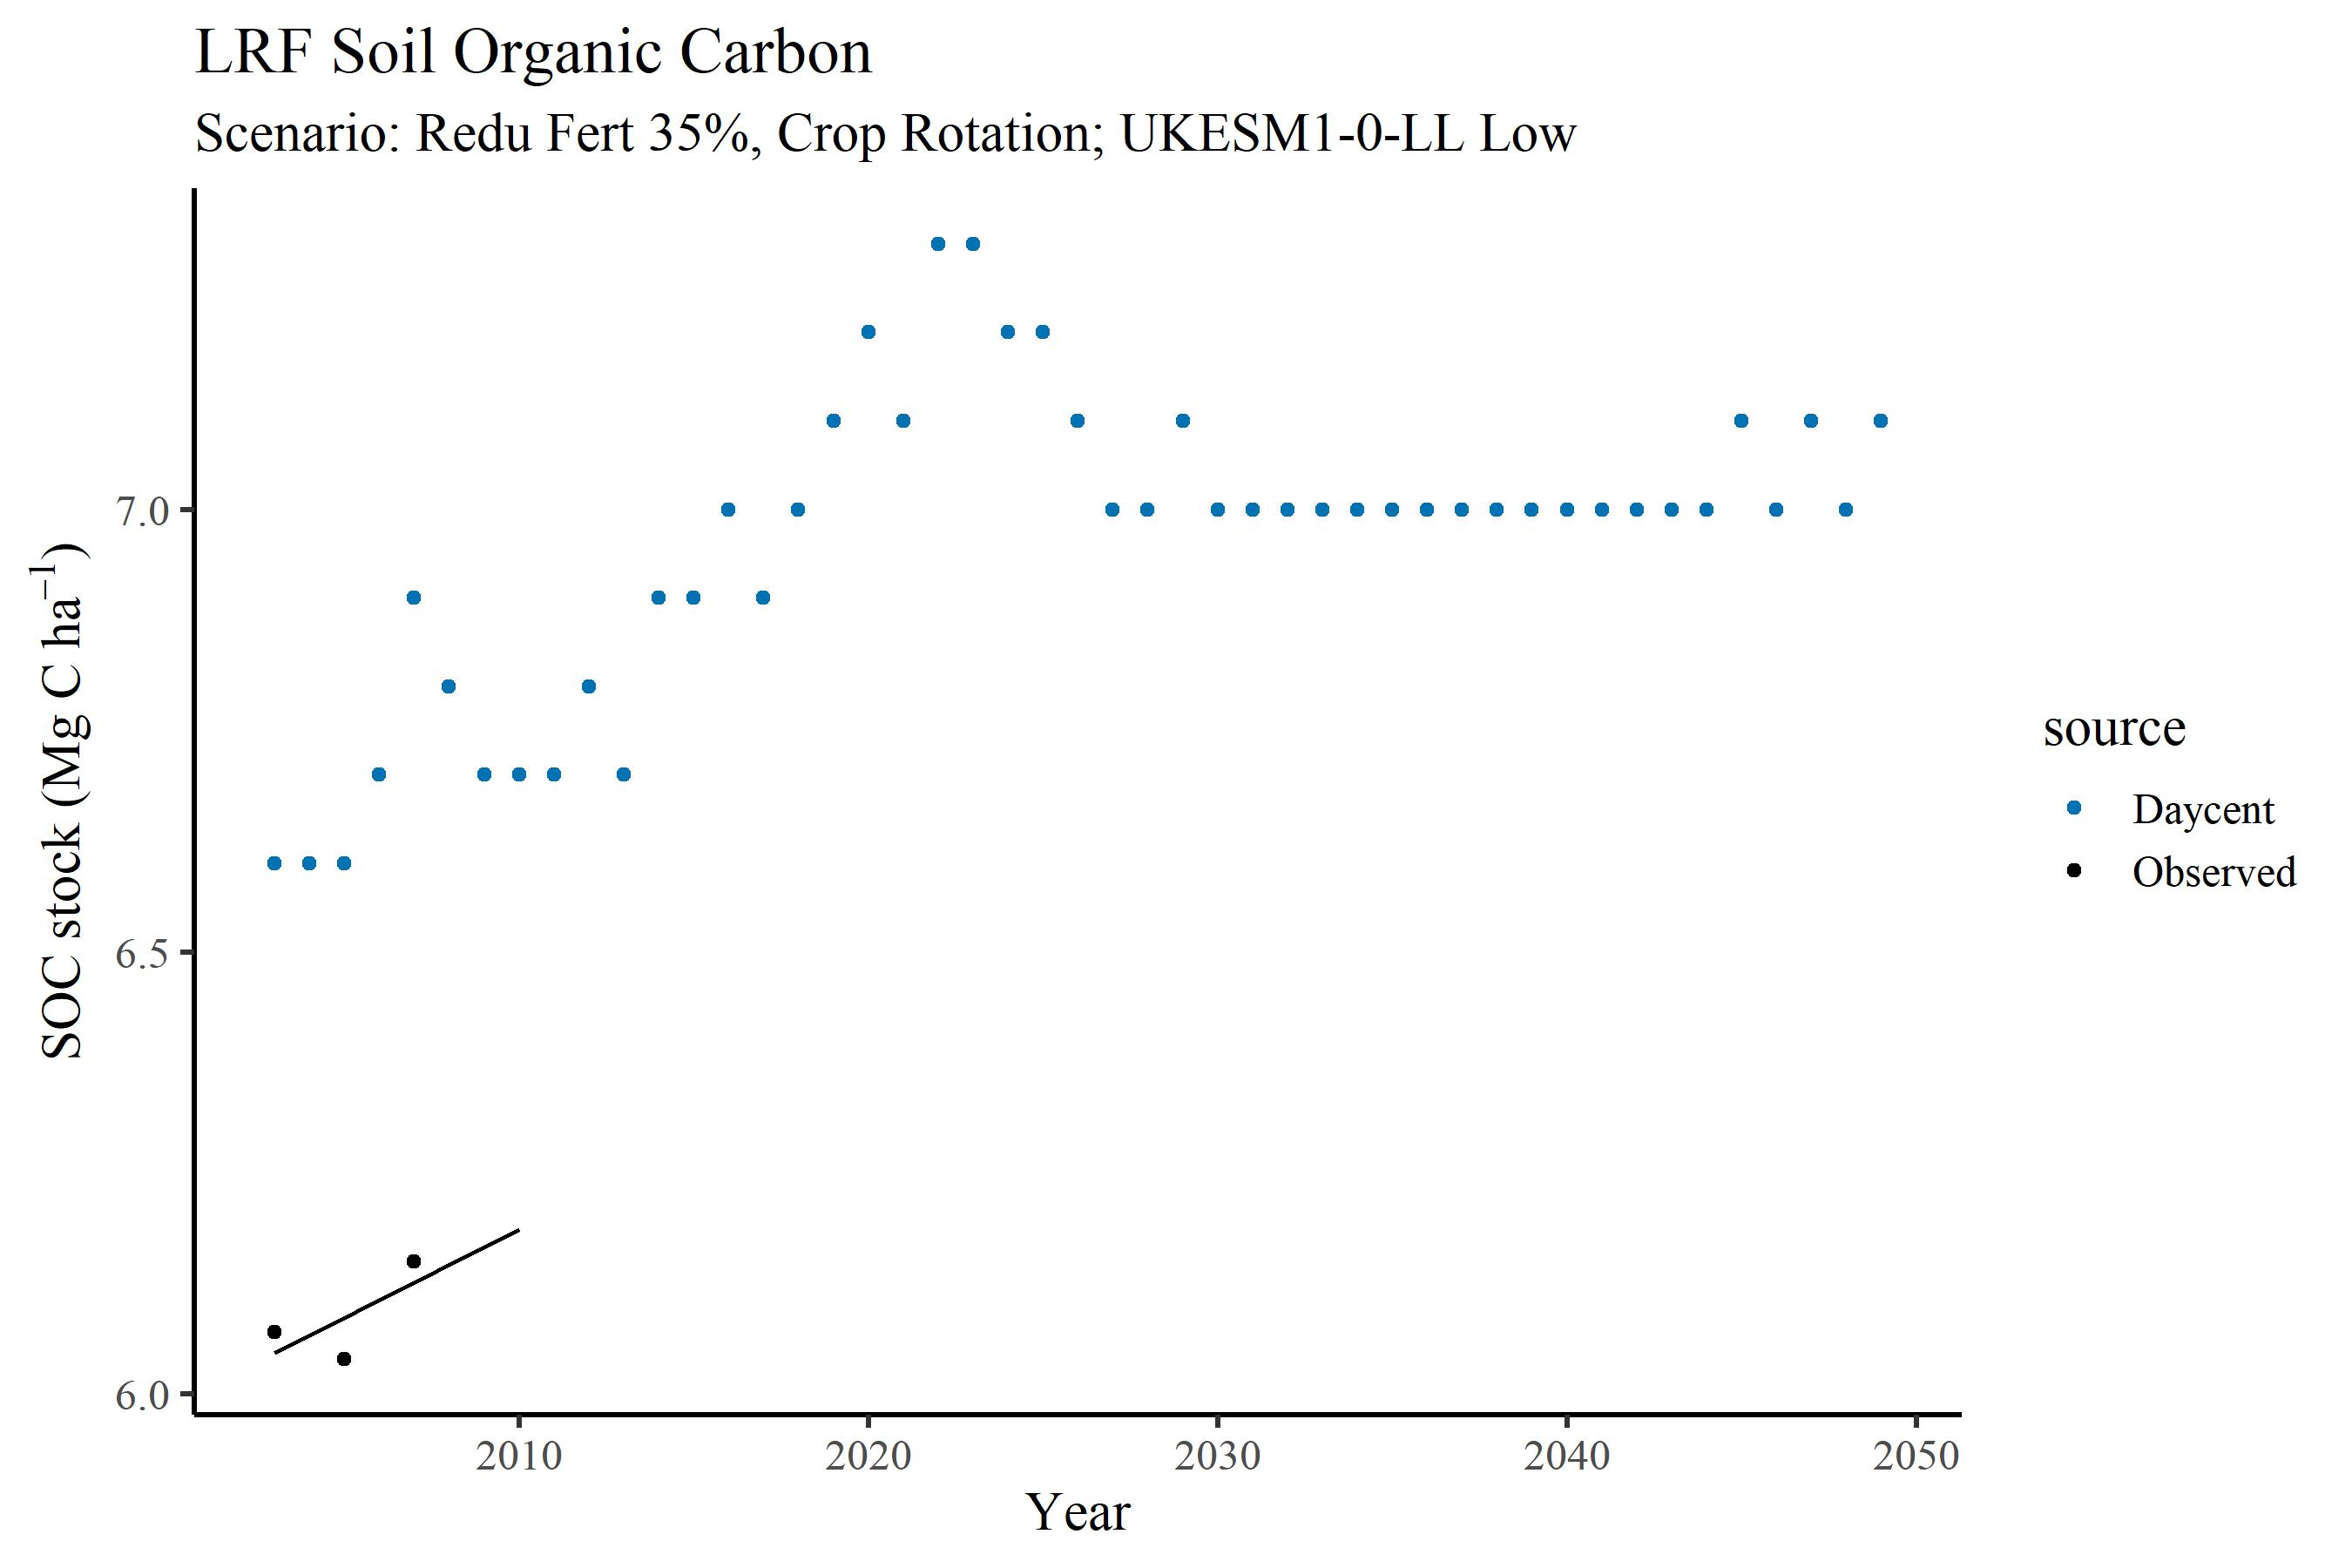 LRF Soil Organic Carbon
Scenario: Redu Fert 35%, Crop Rotation; UKESM1-0-LL Low
SOC stock (Mg C ha⁻¹)
7.0
6.5
6.0
2010
2020
2030
2040
2050
Year
source
Daycent
Observed